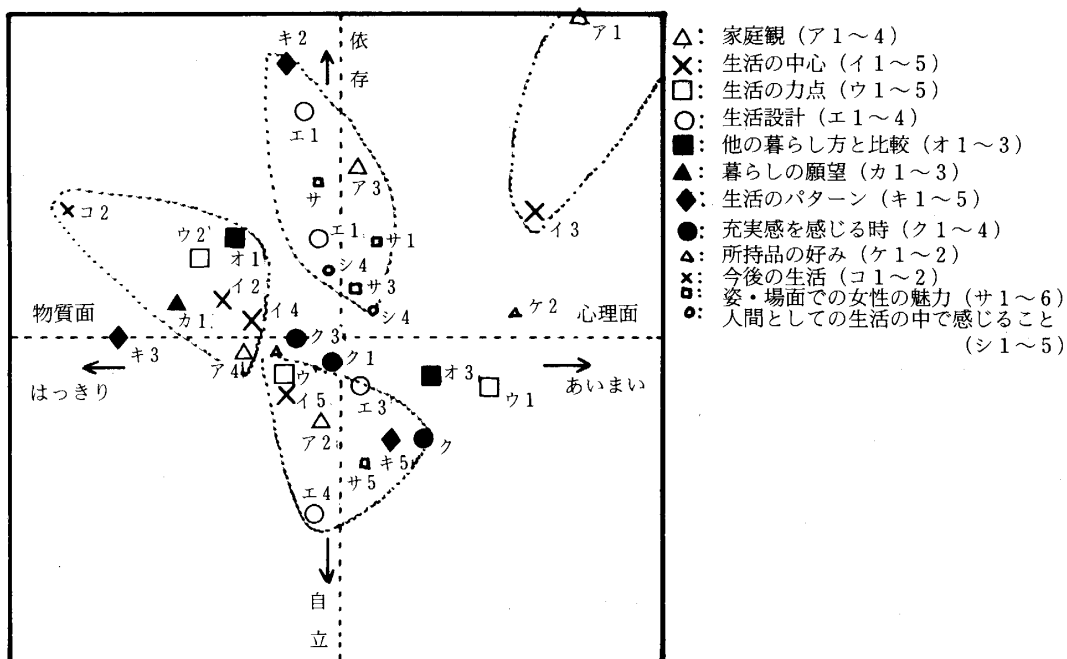 キ2
依
存
ア1
エ1
ア3
サ
コ2
ウ2
オ1
エ1
サ1
イ3
シ4
イ2
サ3
イ4
シ4
ケ2
物質面
心理面
カ1
キ3
ク3
ク1
ア4
はっきり
ウ
イ5
エ3
オ3
ウ1
あいまい
ア2
キ5
ク
サ5
エ4
自
立
△: 家庭観(ア1~4)
×: 生活の中心(イ1~5)
□: 生活の力点(ウ1~5)
○: 生活設計(エ1~4)
■: 他の暮らし方と比較(オ1~3)
▲: 暮らしの願望(カ1~3)
◆: 生活のパターン(キ1~5)
●: 充実感を感じる時(ク1~4)
△: 所持品の好み(ケ1~2)
×: 今後の生活(コ1~2)
□: 姿・場面での女性の魅力(サ1~6)
○: 人間としての生活の中で感じること
(シ1~5)